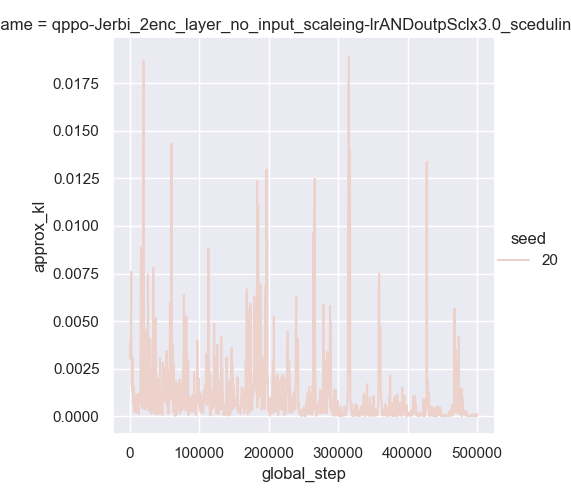 ame = qppo-Jerbi_2enc_layer_no_input_scaleing-lrANDoutpSclx3.0_scedulin
0.0175
0.0150
0.0125
0.0100
0.0075
0.0050
0.0025
0.0000
approx_kl
0 100000 200000 300000 400000 500000
global_step
seed
20